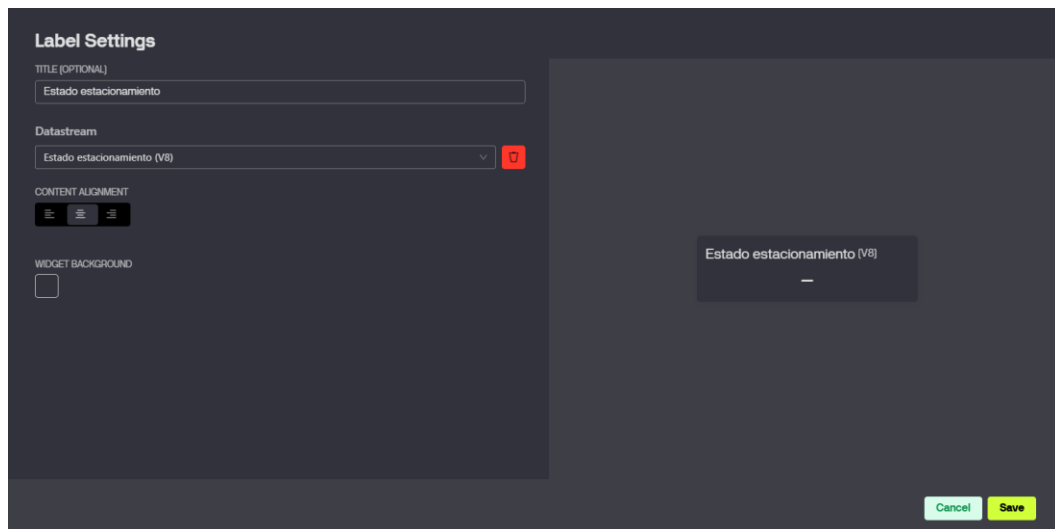 Label Settings
TITLE [OPTIONAL]
Estado estacionamiento
Datastream
Estado estacionamiento (V8)
CONTENT ALIGNMENT
WIDGET BACKGROUND
Estado estacionamiento [V8]
—
Cancel Save